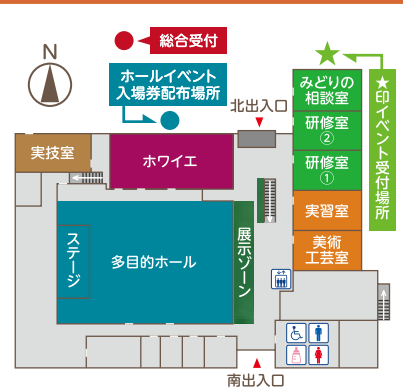 総合受付
N
ホールイベント
入場券配布場所
北出入口
みどりの
相談室
★印イベント受付場所
研修室
②
実技室
ホワイエ
研修室
①
実習室
ステージ
多目的ホール
展示ゾーン
美術
工芸室
南出入口